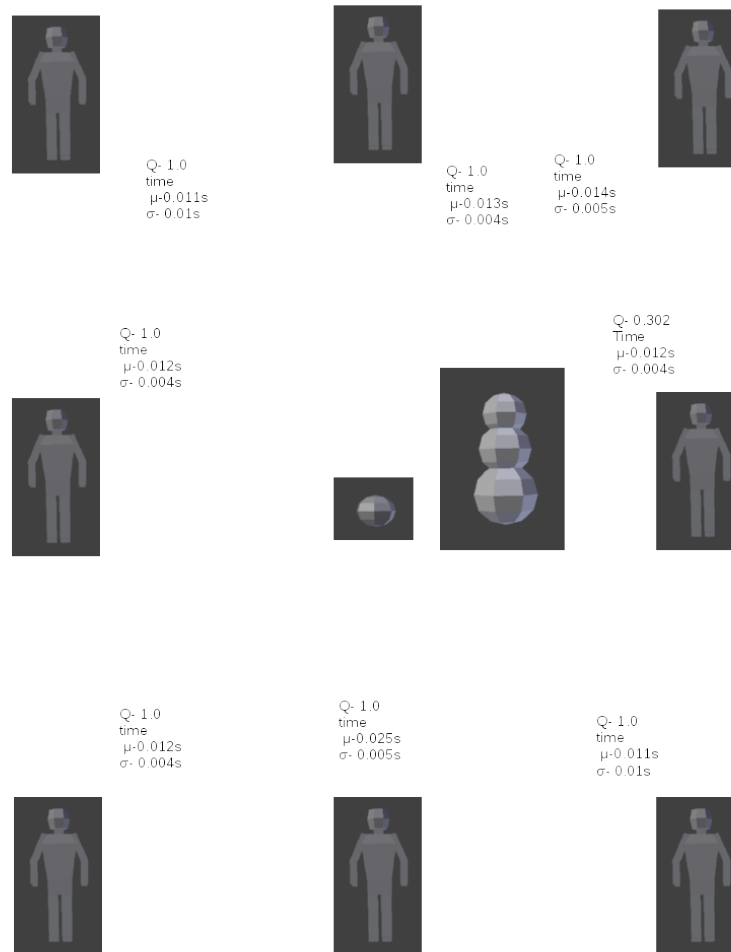 Q- 1.0
time
μ-0.011s
σ- 0.01s
Q- 1.0
time
μ-0.013s
σ- 0.004s
Q- 1.0
time
μ-0.014s
σ- 0.005s
Q- 1.0
time
μ-0.012s
σ- 0.004s
Q- 0.302
Time
μ-0.012s
σ- 0.004s
Q- 1.0
time
μ-0.012s
σ- 0.004s
Q- 1.0
time
μ-0.025s
σ- 0.005s
Q- 1.0
time
μ-0.011s
σ- 0.01s